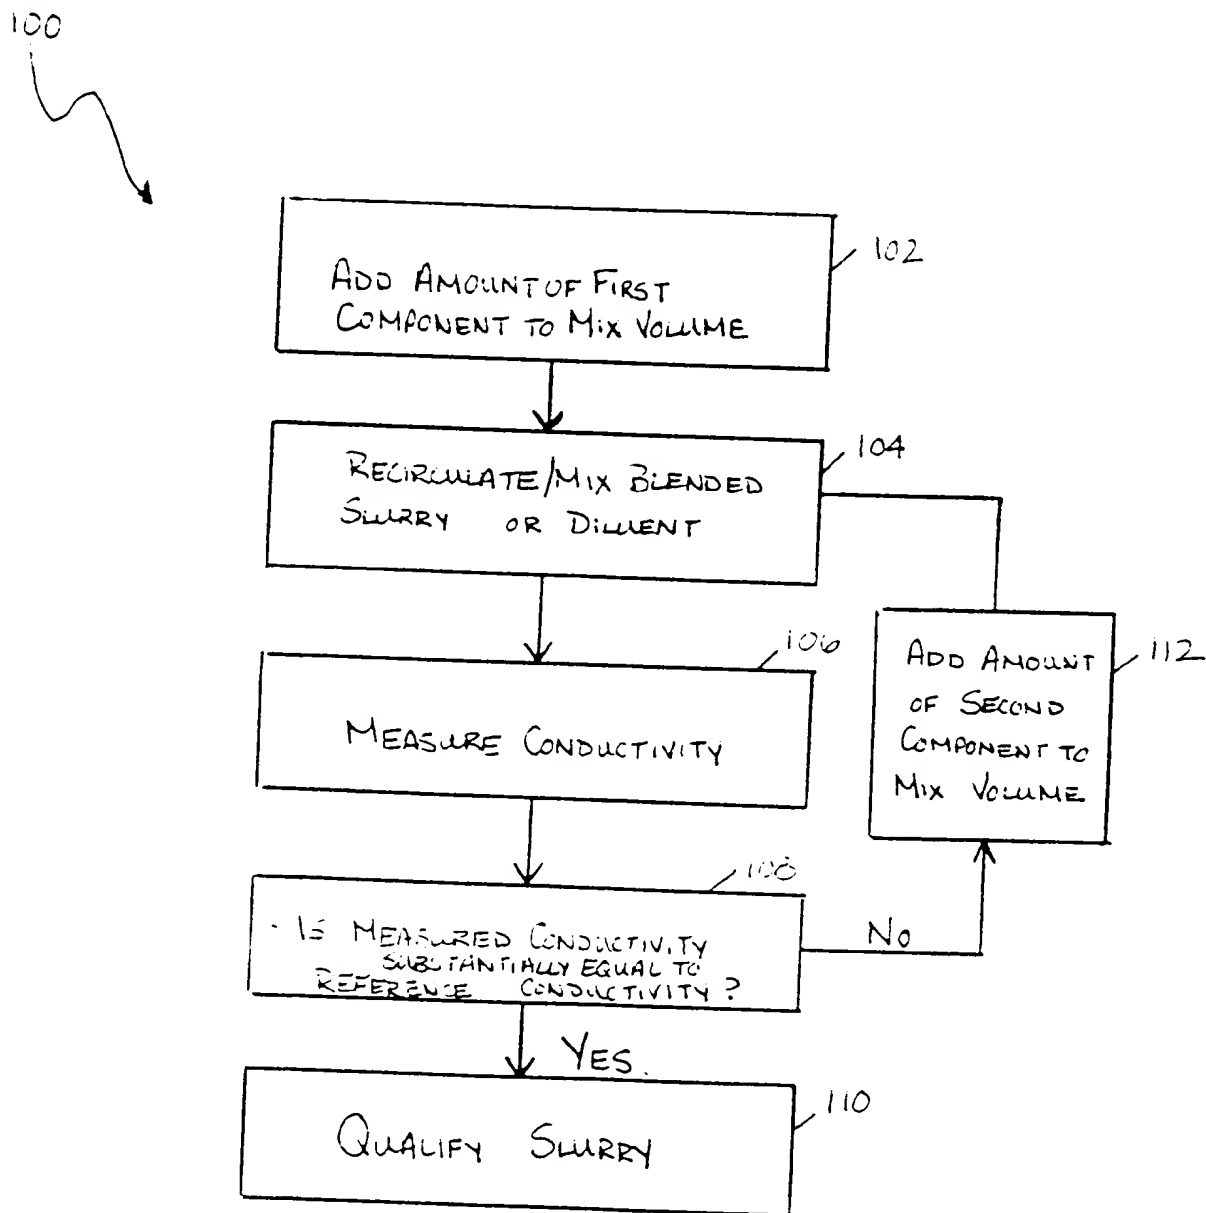 100
ADD AMOUNT OF FIRST
COMPONENT TO MIX VOLUME
102
RECIRCULATE/MIX BLENDED
SLURRY OR DILUENT
104
MEASURE CONDUCTIVITY
106
ADD AMOUNT
OF SECOND
COMPONENT TO
MIX VOLUME
112
IS MEASURED CONDUCTIVITY
SUBSTANTIALLY EQUAL TO
REFERENCE CONDUCTIVITY?
108
NO
YES.
QUALIFY SLURRY
110